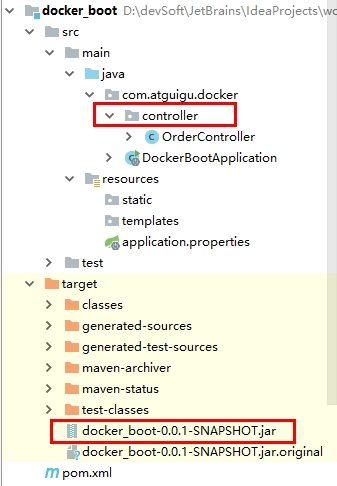 docker_boot D:\devSoft\JetBrains\IdeaProjects\wo
src
main
java
com.atguigu.docker
controller
OrderController
DockerBootApplication
resources
static
templates
application.properties
test
target
classes
generated-sources
generated-test-sources
maven-archiver
maven-status
test-classes
docker_boot-0.0.1-SNAPSHOT.jar
docker_boot-0.0.1-SNAPSHOT.jar.original
pom.xml